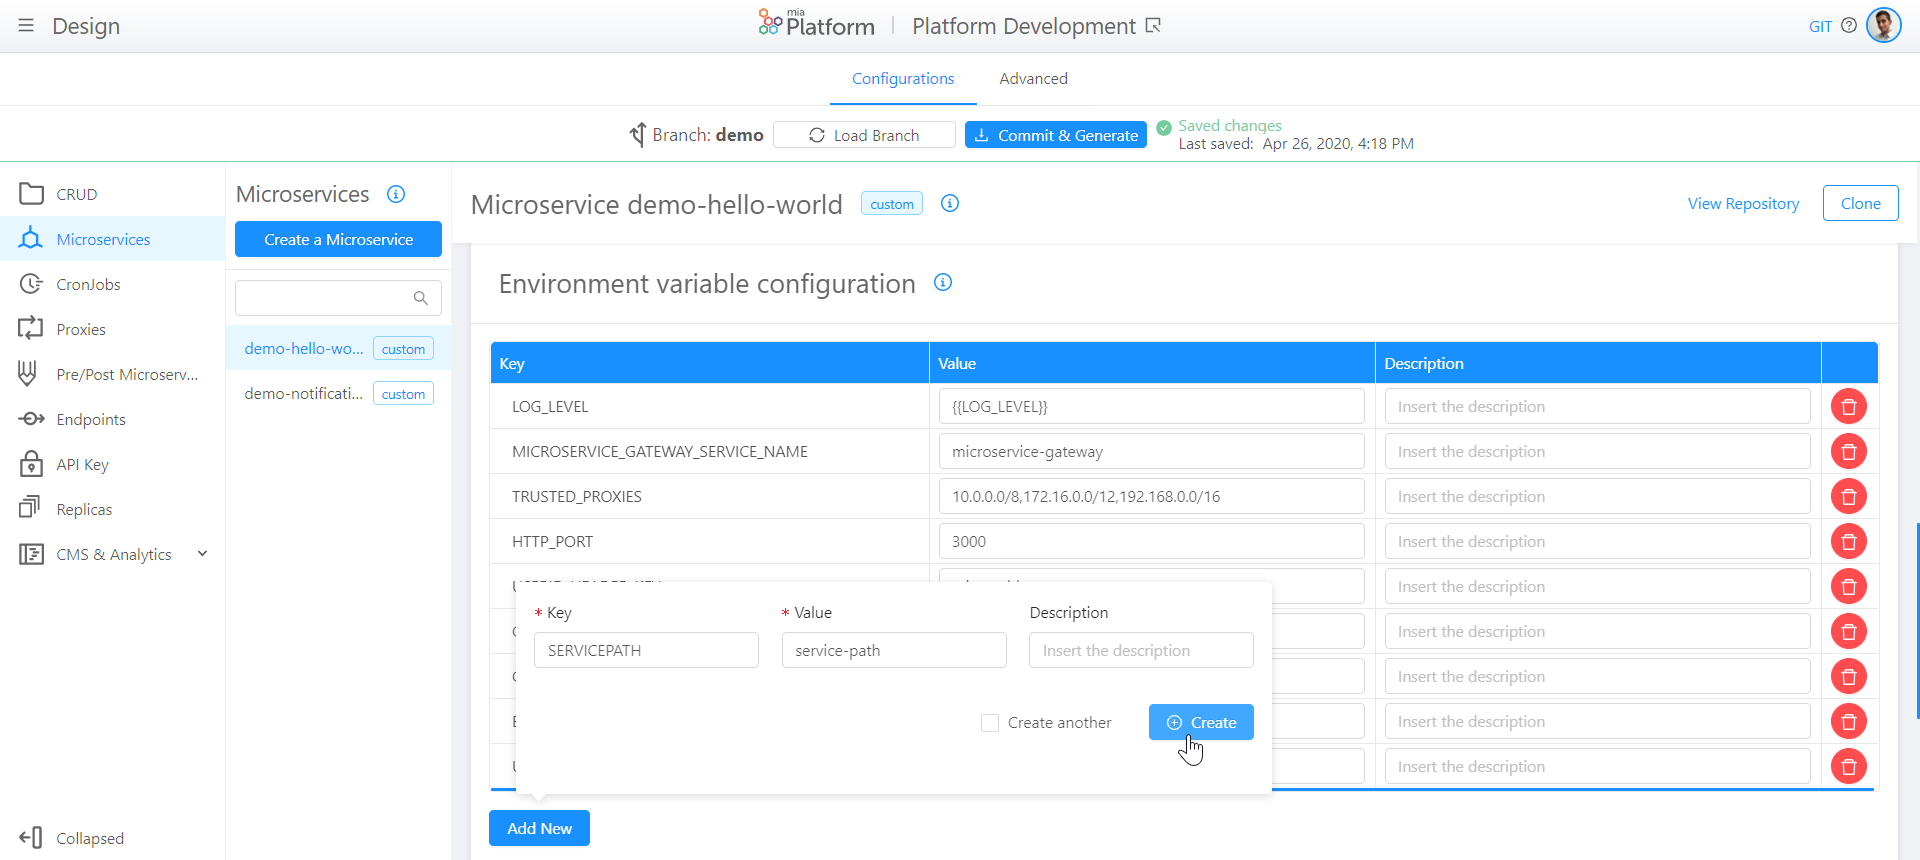 Design
mia
Platform
Platform Development
GIT
Configurations
Advanced
Branch: demo
Load Branch
Commit & Generate
Saved changes
Last saved: Apr 26, 2020, 4:18 PM
CRUD
Microservices
CronJobs
Proxies
Pre/Post Microserv...
Endpoints
API Key
Replicas
CMS & Analytics
Collapsed
Microservices
Create a Microservice
demo-hello-wo... custom
demo-notificati... custom
Microservice demo-hello-world custom
View Repository
Clone
Environment variable configuration
Key Value Description
LOG_LEVEL {{LOG_LEVEL}} Insert the description
MICROSERVICE_GATEWAY_SERVICE_NAME microservice-gateway Insert the description
TRUSTED_PROXIES 10.0.0.0/8,172.16.0.0/12,192.168.0.0/16 Insert the description
HTTP_PORT 3000 Insert the description
Insert the description
Insert the description
Insert the description
Insert the description
Insert the description
* Key * Value Description
SERVICEPATH service-path Insert the description
Create another
Create
Add New